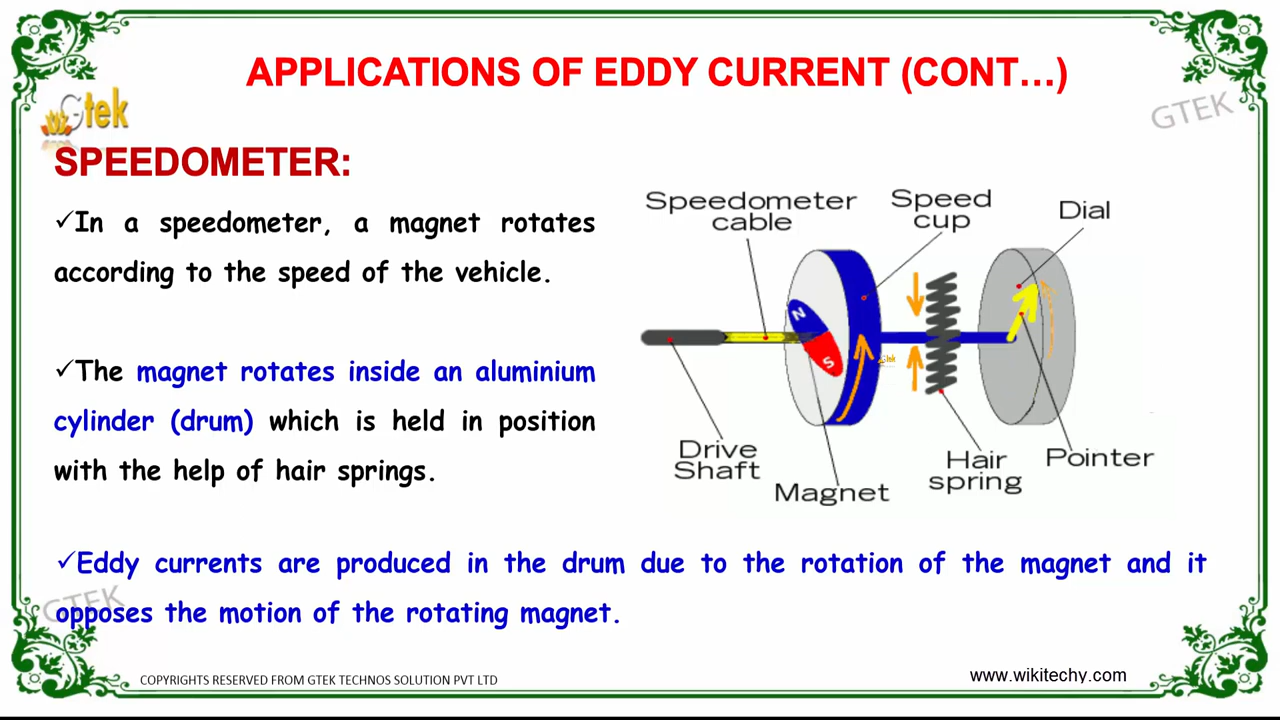 APPLICATIONS OF EDDY CURRENT (CONT...)
Gtek
GTEK
SPEEDOMETER:
✓In a speedometer, a magnet rotates
according to the speed of the vehicle.
✓The magnet rotates inside an aluminium
cylinder (drum) which is held in position
with the help of hair springs.
Speedometer
cable
Speed
cup
Dial
N
S
Gtek
Drive
Shaft
Magnet
Hair
spring
Pointer
✓Eddy currents are produced in the drum due to the rotation of the magnet and it
opposes the motion of the rotating magnet.
GTEK
COPYRIGHTS RESERVED FROM GTEK TECHNOS SOLUTION PVT LTD
www.wikitechy.com